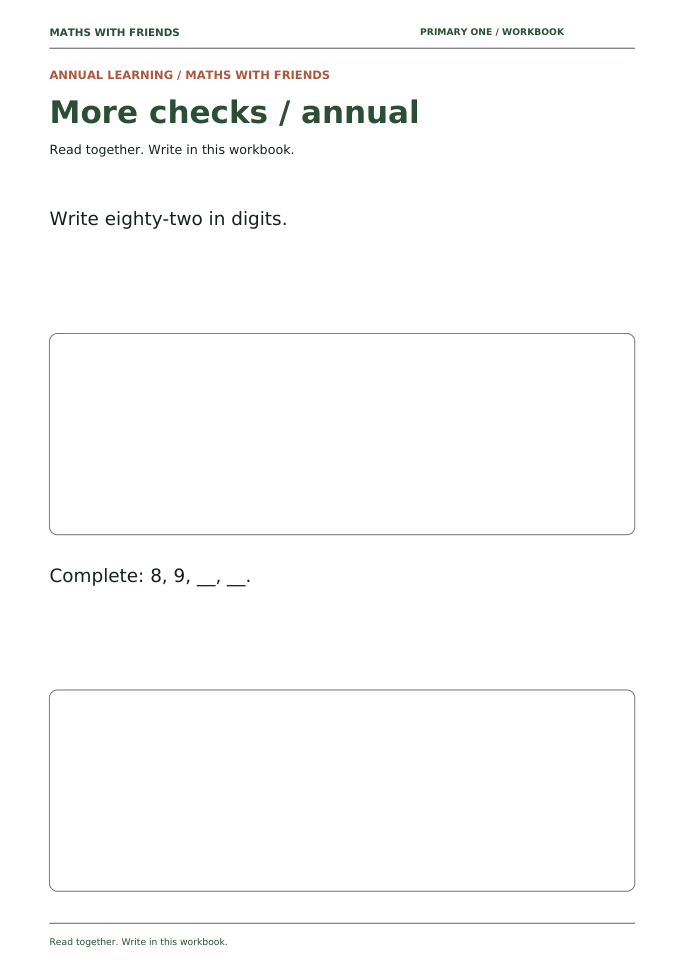 MATHS WITH FRIENDS
PRIMARY ONE / WORKBOOK
ANNUAL LEARNING / MATHS WITH FRIENDS
More checks / annual
Read together. Write in this workbook.
Write eighty-two in digits.
Complete: 8, 9, __, __.
Read together. Write in this workbook.